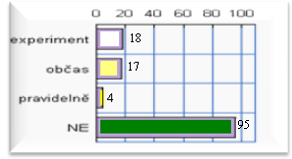 0 20 40 60 80 100
experiment 18
občas 17
pravidelně 4
NE 95